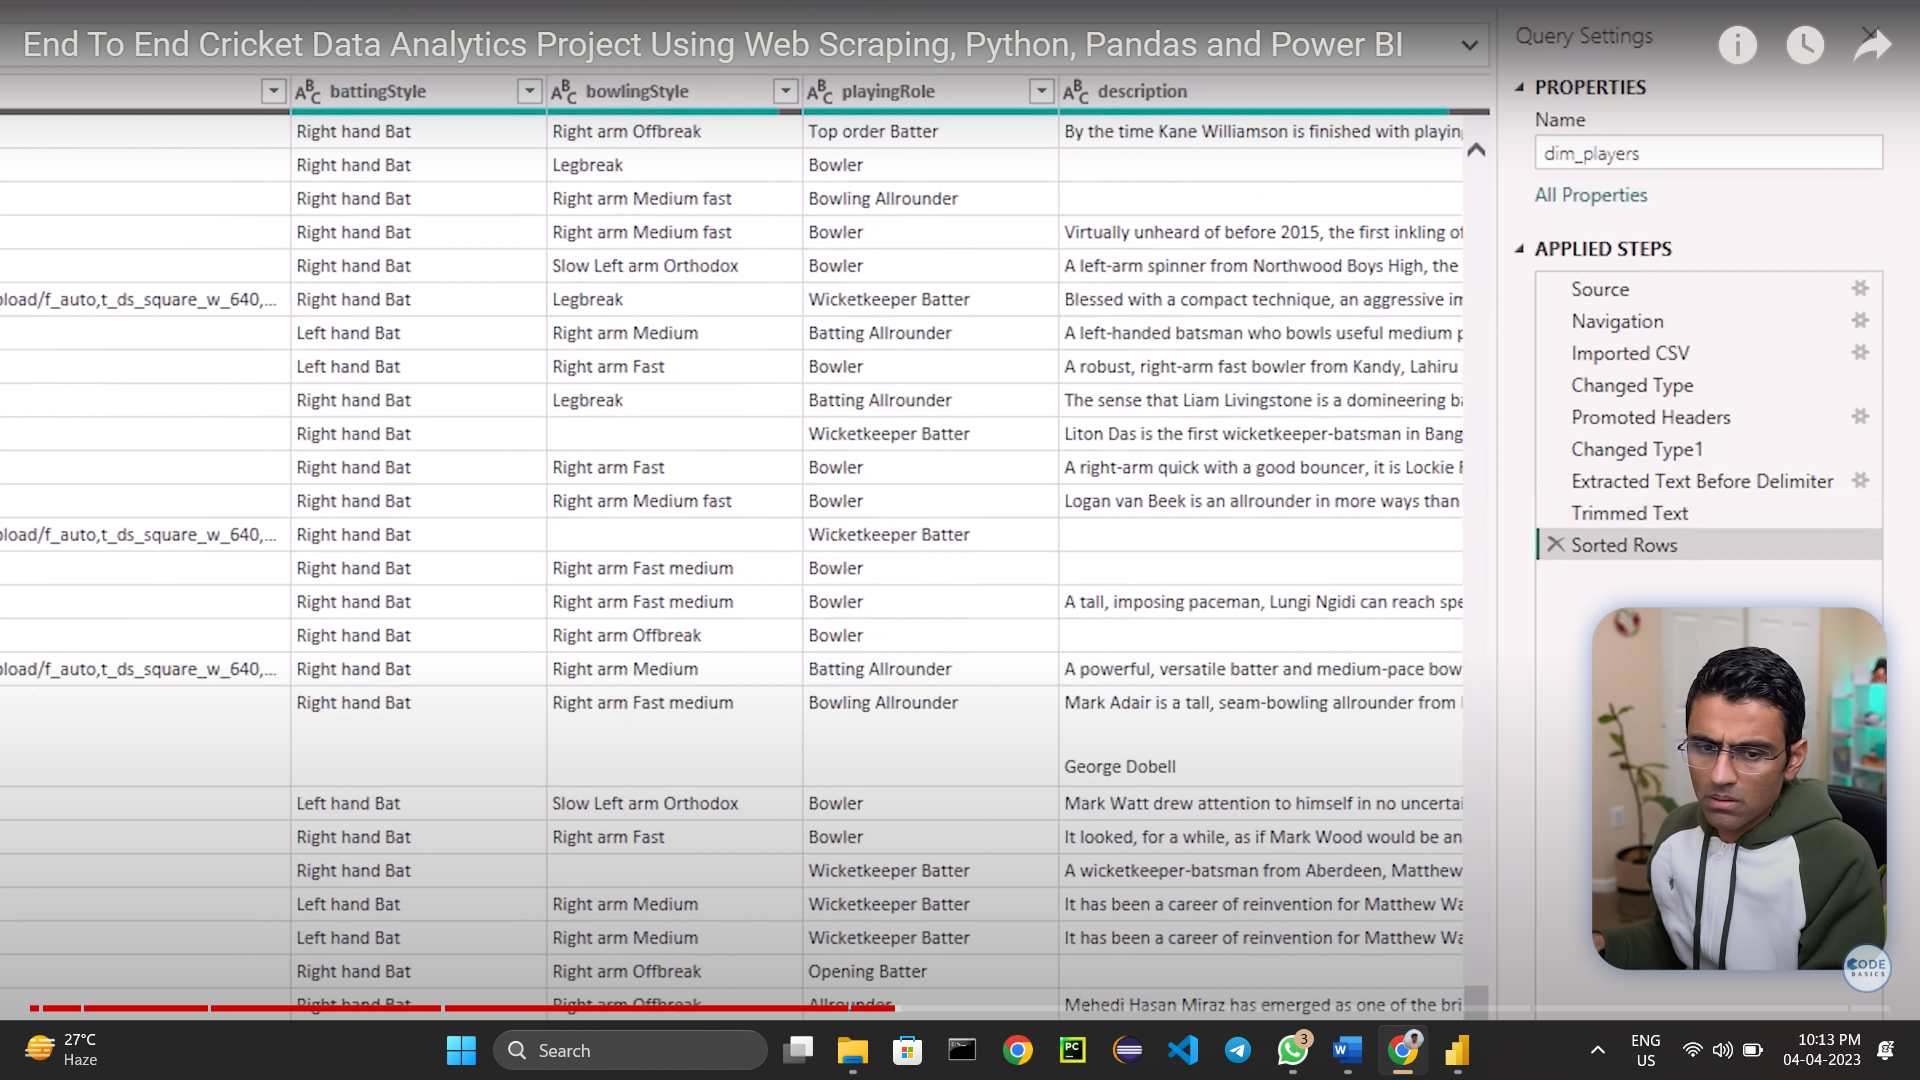 End To End Cricket Data Analytics Project Using Web Scraping, Python, Pandas and Power BI
Query Settings
battingStyle bowlingStyle playingRole description
Right hand Bat Right arm Offbreak Top order Batter By the time Kane Williamson is finished with playin
Right hand Bat Legbreak Bowler
Right hand Bat Right arm Medium fast Bowling Allrounder
Right hand Bat Right arm Medium fast Bowler Virtually unheard of before 2015, the first inkling of
Right hand Bat Slow Left arm Orthodox Bowler A left-arm spinner from Northwood Boys High, the
load/f_auto,t_ds_square_w_640,... Right hand Bat Legbreak Wicketkeeper Batter Blessed with a compact technique, an aggressive im
Left hand Bat Right arm Medium Batting Allrounder A left-handed batsman who bowls useful medium p
Left hand Bat Right arm Fast Bowler A robust, right-arm fast bowler from Kandy, Lahiru
Right hand Bat Legbreak Batting Allrounder The sense that Liam Livingstone is a domineering ba
Right hand Bat Wicketkeeper Batter Liton Das is the first wicketkeeper-batsman in Bang
Right hand Bat Right arm Fast Bowler A right-arm quick with a good bouncer, it is Lockie F
Right hand Bat Right arm Medium fast Bowler Logan van Beek is an allrounder in more ways than
load/f_auto,t_ds_square_w_640,... Right hand Bat Wicketkeeper Batter
Right hand Bat Right arm Fast medium Bowler
Right hand Bat Right arm Fast medium Bowler A tall, imposing paceman, Lungi Ngidi can reach spe
Right hand Bat Right arm Offbreak Bowler
load/f_auto,t_ds_square_w_640,... Right hand Bat Right arm Medium Batting Allrounder A powerful, versatile batter and medium-pace bow
Right hand Bat Right arm Fast medium Bowling Allrounder Mark Adair is a tall, seam-bowling allrounder from
George Dobell
Left hand Bat Slow Left arm Orthodox Bowler Mark Watt drew attention to himself in no uncertai
Right hand Bat Right arm Fast Bowler It looked, for a while, as if Mark Wood would be an
Right hand Bat Wicketkeeper Batter A wicketkeeper-batsman from Aberdeen, Matthew
Left hand Bat Right arm Medium Wicketkeeper Batter It has been a career of reinvention for Matthew Wa
Left hand Bat Right arm Medium Wicketkeeper Batter It has been a career of reinvention for Matthew Wa
Right hand Bat Right arm Offbreak Opening Batter
Right hand Bat Right arm Offbreak Allrounder Mehedi Hasan Miraz has emerged as one of the bri
PROPERTIES
Name
dim_players
All Properties
APPLIED STEPS
Source
Navigation
Imported CSV
Changed Type
Promoted Headers
Changed Type1
Extracted Text Before Delimiter
Trimmed Text
Sorted Rows
CODE
BASICS
27°C
Haze
Search
PC
3
ENG
US
10:13 PM
04-04-2023